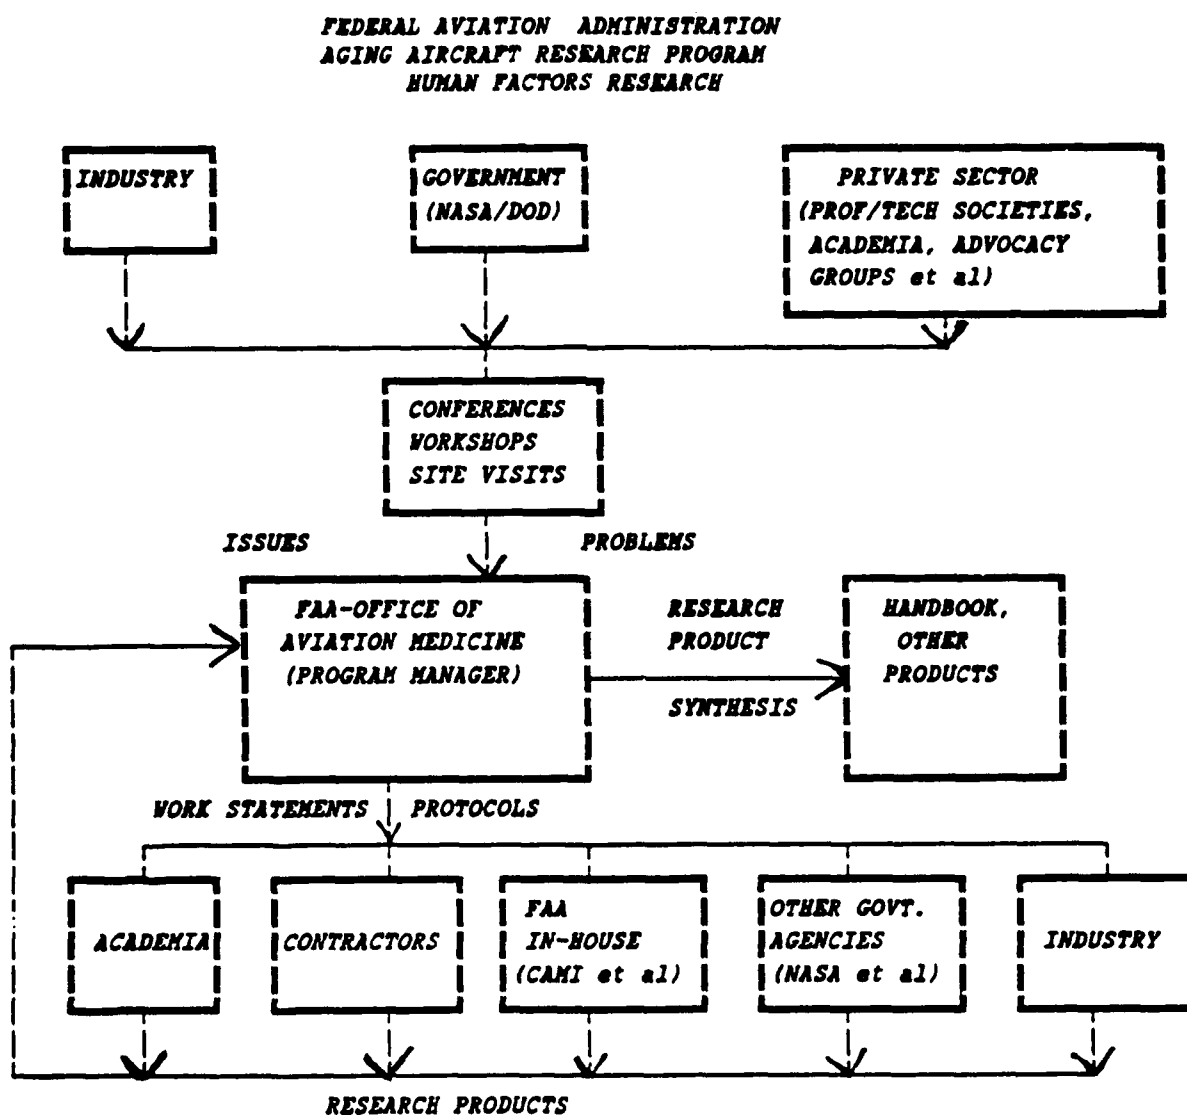 FEDERAL AVIATION ADMINISTRATION
AGING AIRCRAFT RESEARCH PROGRAM
HUMAN FACTORS RESEARCH
INDUSTRY
GOVERNMENT
(NASA/DOD)
PRIVATE SECTOR
(PROF/TECH SOCIETIES,
ACADEMIA, ADVOCACY
GROUPS et al)
CONFERENCES
WORKSHOPS
SITE VISITS
ISSUES
PROBLEMS
FAA-OFFICE OF
AVIATION MEDICINE
(PROGRAM MANAGER)
RESEARCH
PRODUCT
SYNTHESIS
HANDBOOK,
OTHER
PRODUCTS
WORK STATEMENTS
PROTOCOLS
ACADEMIA
CONTRACTORS
FAA
IN-HOUSE
(CAMI et al)
OTHER GOVT.
AGENCIES
(NASA et al)
INDUSTRY
RESEARCH PRODUCTS